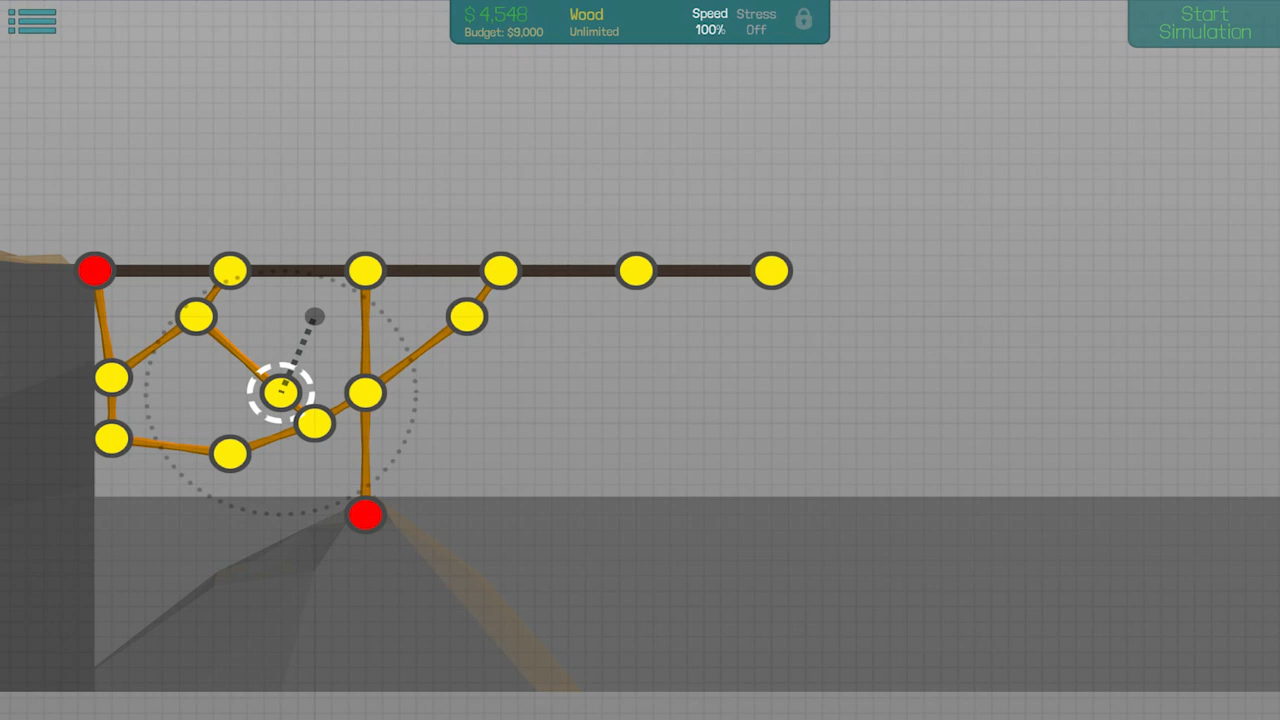 $ 4,548
Budget: $9,000
Wood
Unlimited
Speed
100%
Stress
Off
Start
Simulation